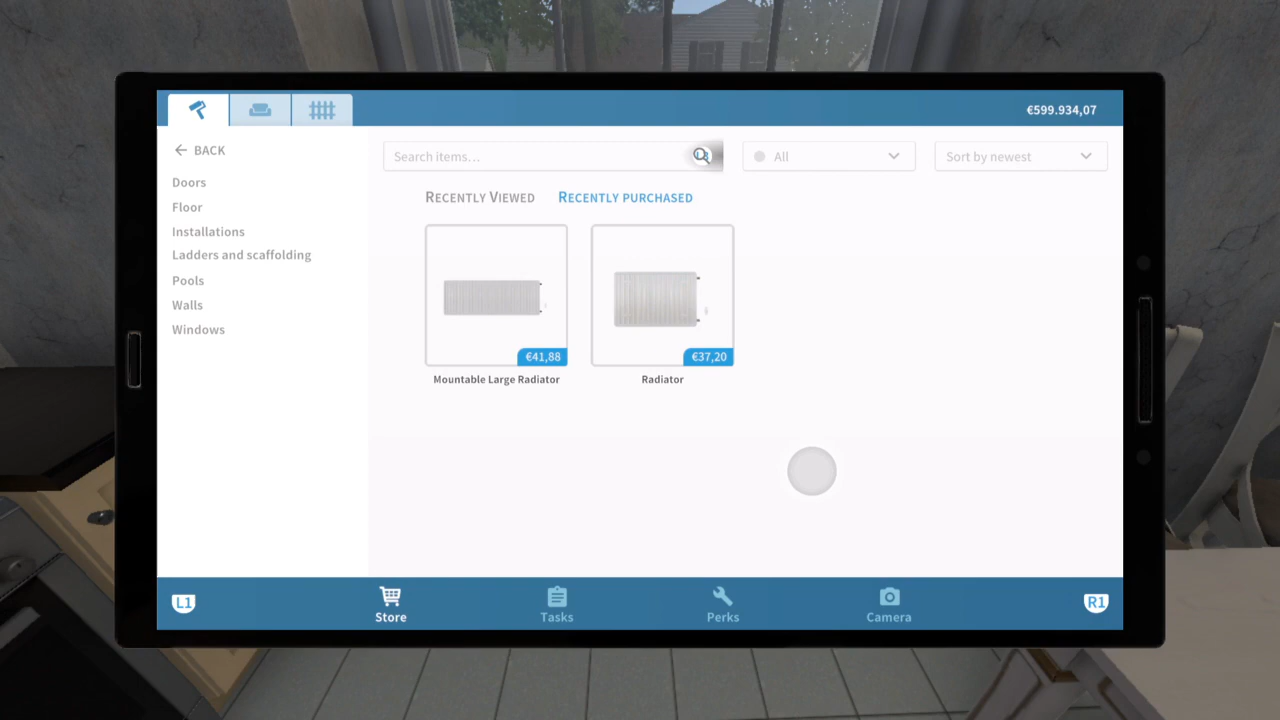 €599.934,07
BACK
Search items...
All
Sort by newest
Doors
Floor
Installations
Ladders and scaffolding
Pools
Walls
Windows
RECENTLY VIEWED
RECENTLY PURCHASED
€41,88
€37,20
Mountable Large Radiator
Radiator
L1
Store
Tasks
Perks
Camera
R1